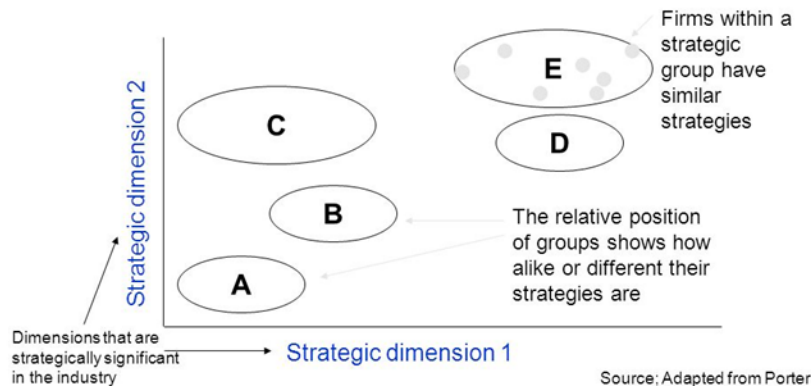 Firms within a
strategic
group have
similar
strategies
E
C
D
B
The relative position
of groups shows how
alike or different their
strategies are
A
Strategic dimension 2
Dimensions that are
strategically significant
in the industry
Strategic dimension 1
Source; Adapted from Porter